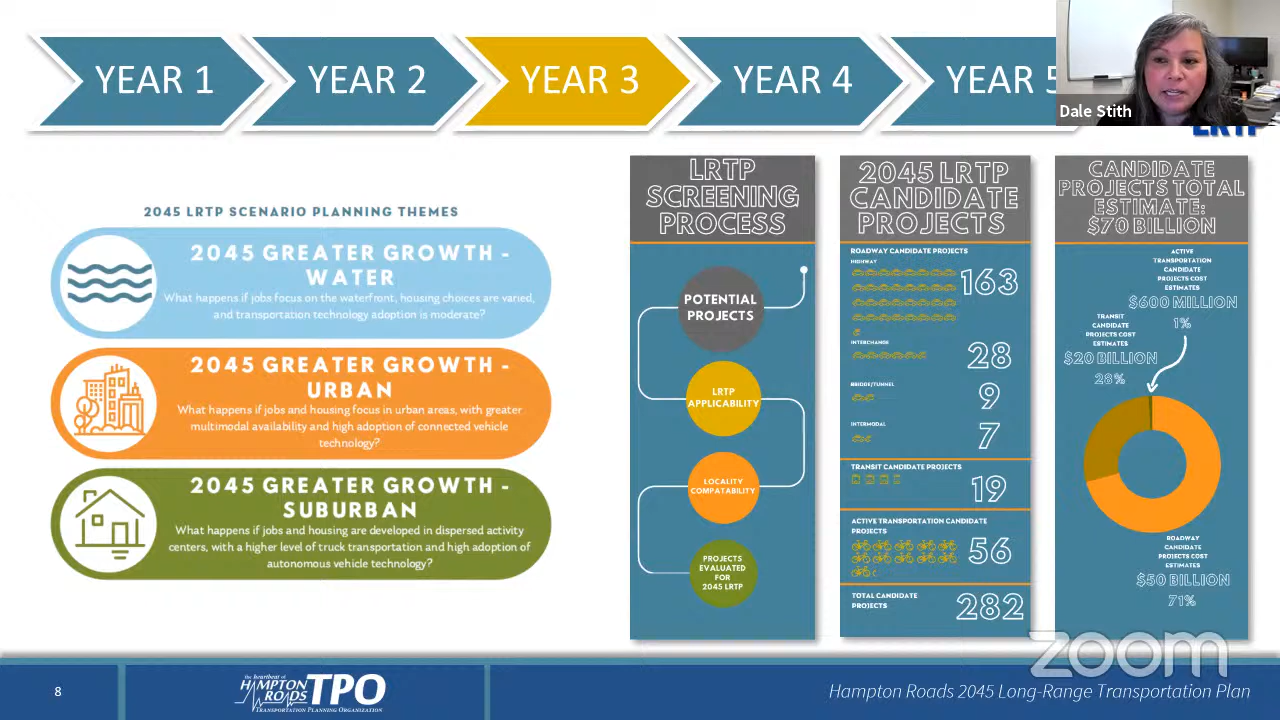 YEAR 1
YEAR 2
YEAR 3
YEAR 4
YEAR 5
Dale Stith
LRTP
2045 LRTP SCENARIO PLANNING THEMES
2045 GREATER GROWTH -
WATER
What happens if jobs focus on the waterfront, housing choices are varied,
and transportation technology adoption is moderate?
2045 GREATER GROWTH -
URBAN
What happens if jobs and housing focus in urban areas, with greater
multimodal availability and high adoption of connected vehicle
technology?
2045 GREATER GROWTH -
SUBURBAN
What happens if jobs and housing are developed in dispersed activity
centers, with a higher level of truck transportation and high adoption of
autonomous vehicle technology?
LRTP
SCREENING
PROCESS
POTENTIAL
PROJECTS
LRTP
APPLICABILITY
LOCALITY
COMPATABILITY
PROJECTS
EVALUATED
FOR
2045 LRTP
2045 LRTP
CANDIDATE
PROJECTS
ROADWAY CANDIDATE PROJECTS
HIGHWAY
163
INTERCHANGE
28
BRIDGE/TUNNEL
9
INTERMODAL
7
TRANSIT CANDIDATE PROJECTS
19
ACTIVE TRANSPORTATION CANDIDATE
PROJECTS
56
TOTAL CANDIDATE
PROJECTS
282
CANDIDATE
PROJECTS TOTAL
ESTIMATE:
$70 BILLION
ACTIVE
TRANSPORTATION
CANDIDATE
PROJECTS COST
ESTIMATES
$600 MILLION
1%
TRANSIT
CANDIDATE
PROJECTS COST
ESTIMATES
$20 BILLION
28%
ROADWAY
CANDIDATE
PROJECTS COST
ESTIMATES
$50 BILLION
71%
zoom
8
the heartbeat of
HAMPTON
ROADS
TPO
TRANSPORTATION PLANNING ORGANIZATION
Hampton Roads 2045 Long-Range Transportation Plan